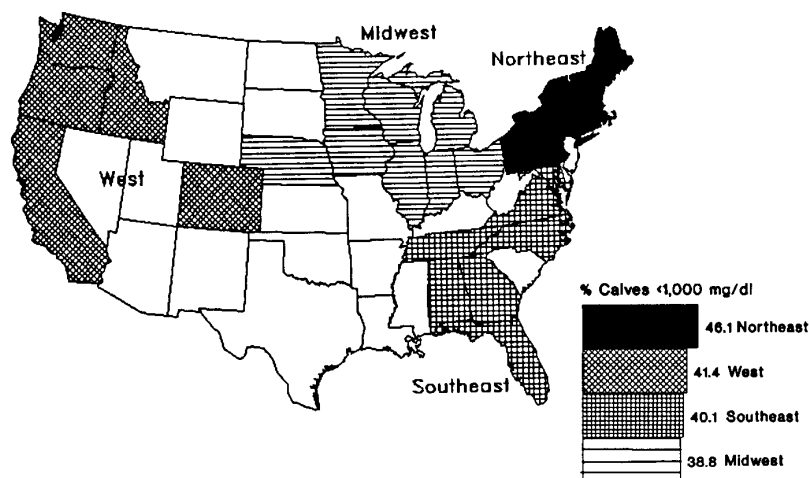 Midwest
Northeast
West
Southeast
% Calves <1,000 mg/dl
46.1 Northeast
41.4 West
40.1 Southeast
38.8 Midwest